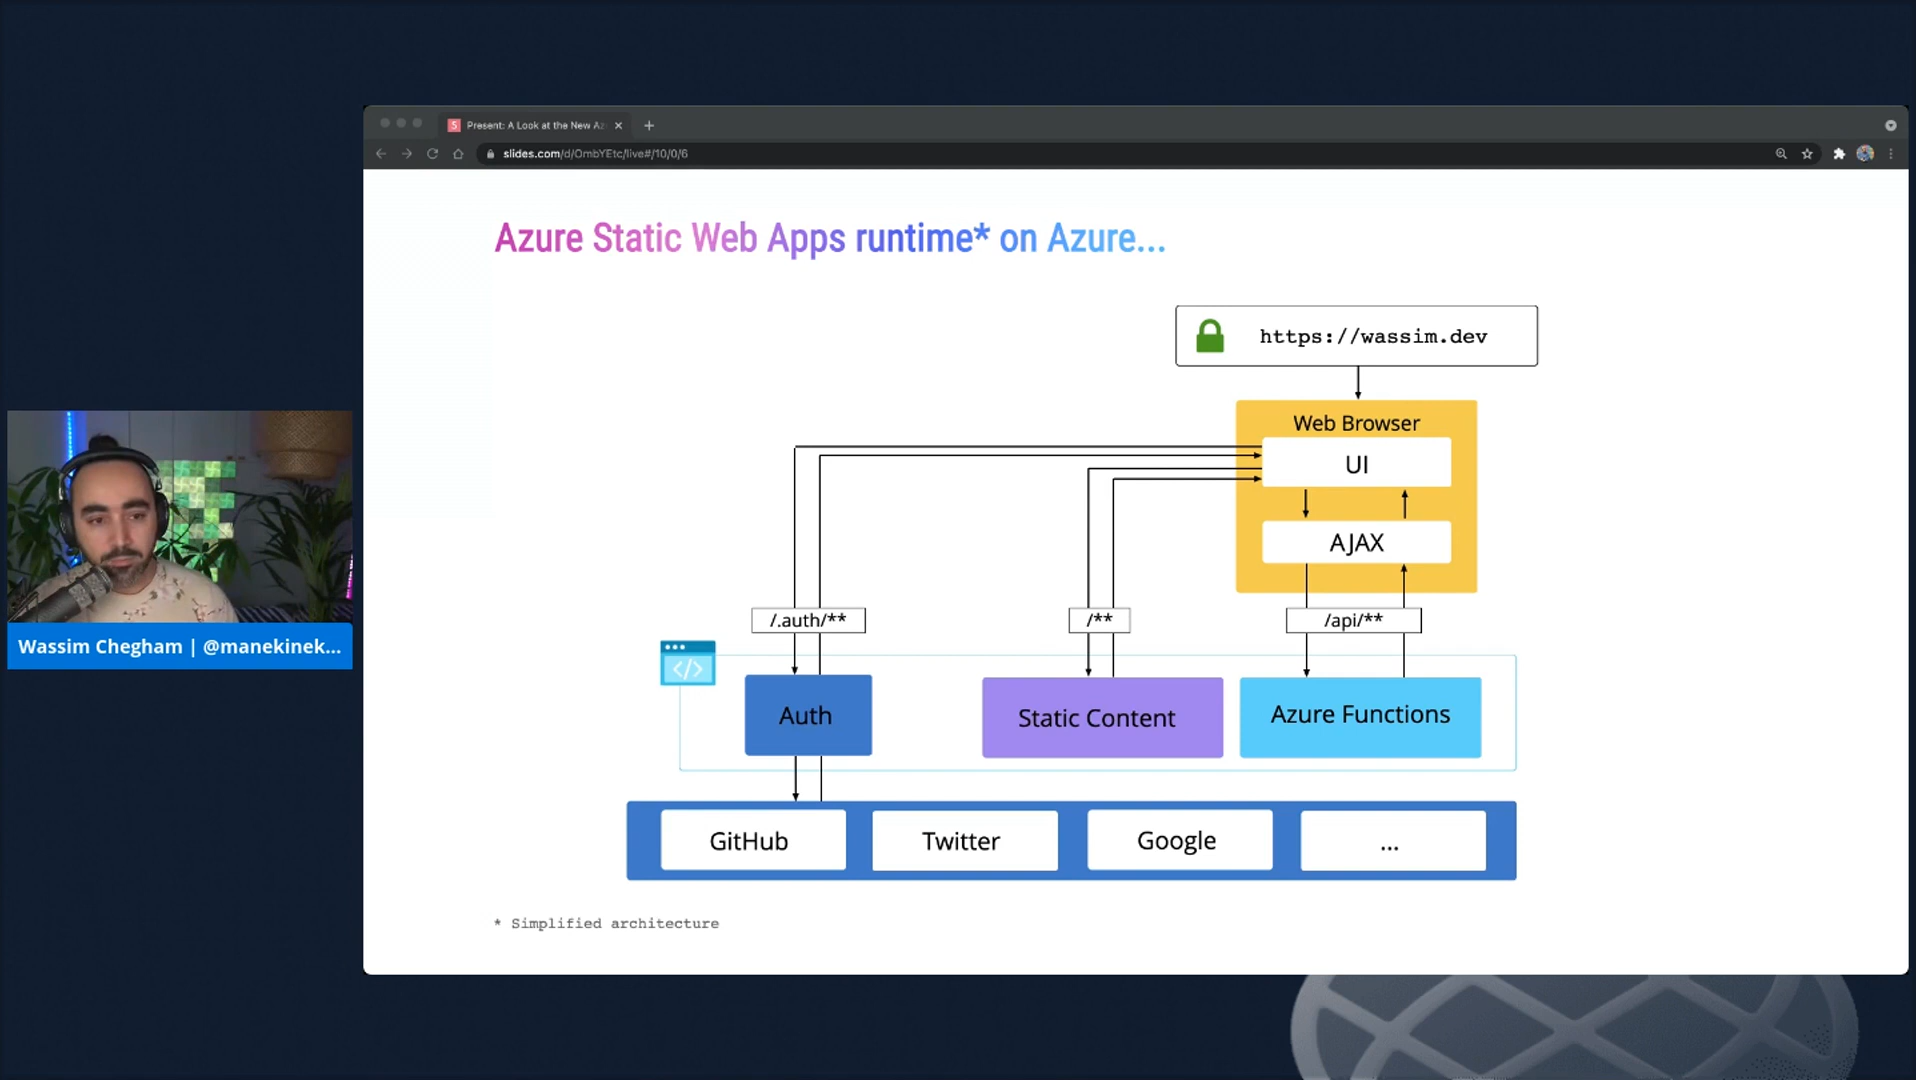 Present: A Look at the New Az
slides.com/d/OmbYEtc/live#/10/0/6
Azure Static Web Apps runtime* on Azure...
https://wassim.dev
Web Browser
UI
AJAX
/.auth/**
/**
/api/**
</>
Auth
Static Content
Azure Functions
GitHub
Twitter
Google
...
* Simplified architecture
Wassim Chegham | @manekinek...